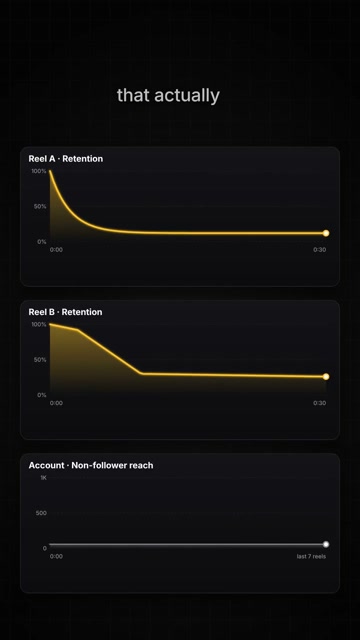 that actually
Reel A · Retention
100%
50%
0%
0:00 0:30
Reel B · Retention
100%
50%
0%
0:00 0:30
Account · Non-follower reach
1K
500
0
0:00 last 7 reels